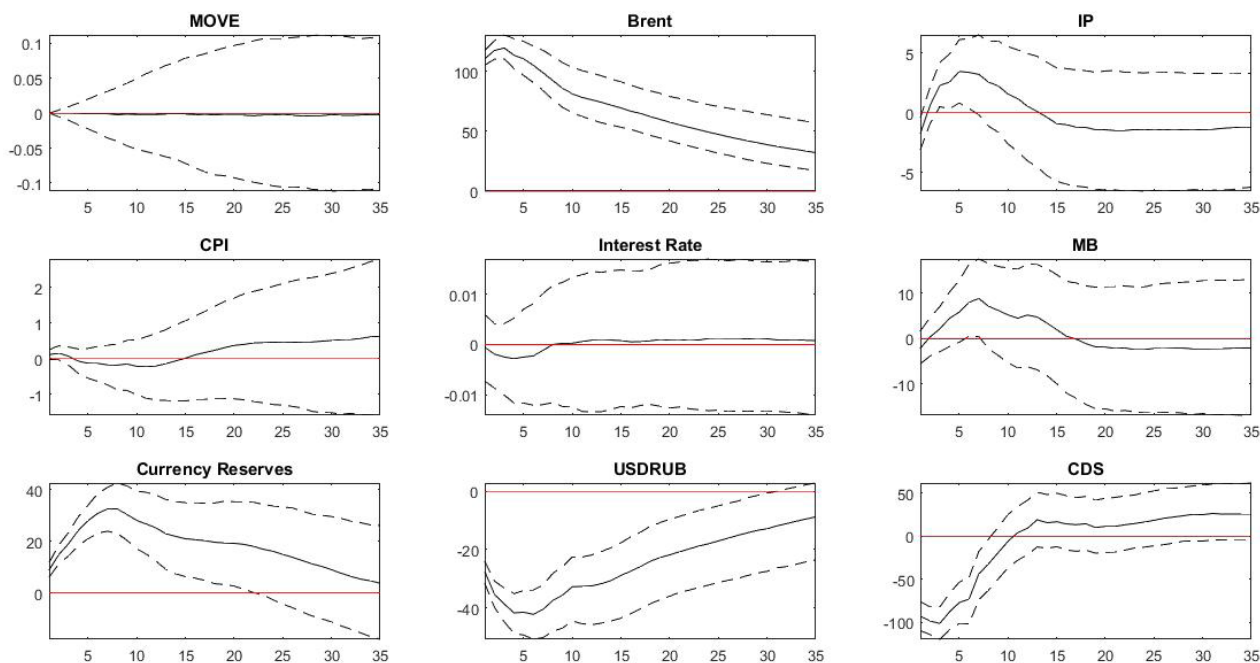 MOVE
0.1
0.05
0
-0.05
-0.1
5 10 15 20 25 30 35
Brent
100
50
0
5 10 15 20 25 30 35
IP
5
0
-5
5 10 15 20 25 30 35
CPI
2
1
0
-1
5 10 15 20 25 30 35
Interest Rate
0.01
0
-0.01
5 10 15 20 25 30 35
MB
10
0
-10
5 10 15 20 25 30 35
Currency Reserves
40
20
0
5 10 15 20 25 30 35
USDRUB
0
-20
-40
5 10 15 20 25 30 35
CDS
50
0
-50
-100
5 10 15 20 25 30 35